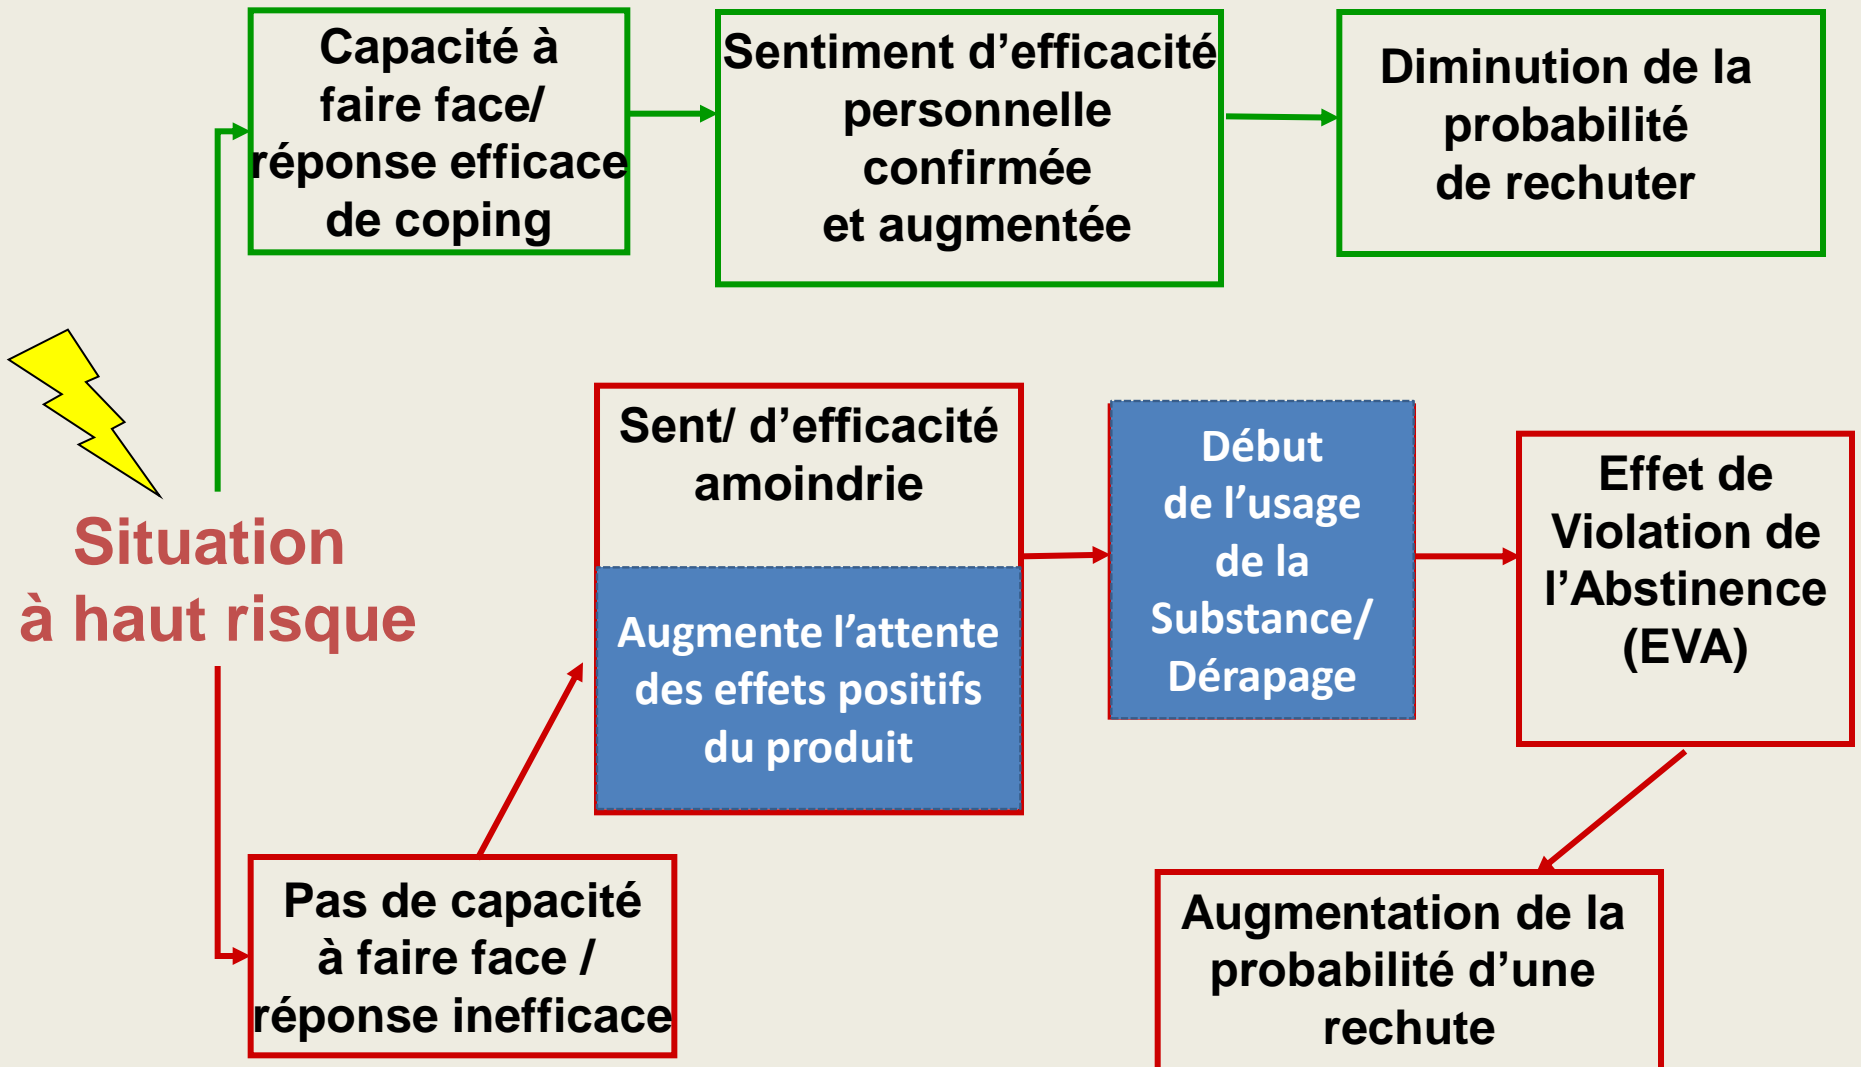 Capacité à
faire face/
réponse efficace
de coping
Sentiment d’efficacité
personnelle
confirmée
et augmentée
Diminution de la
probabilité
de rechuter
Situation
à haut risque
Sent/ d’efficacité
amoindrie
Augmente l’attente
des effets positifs
du produit
Début
de l’usage
de la
Substance/
Dérapage
Effet de
Violation de
l’Abstinence
(EVA)
Pas de capacité
à faire face /
réponse inefficace
Augmentation de la
probabilité d’une
rechute